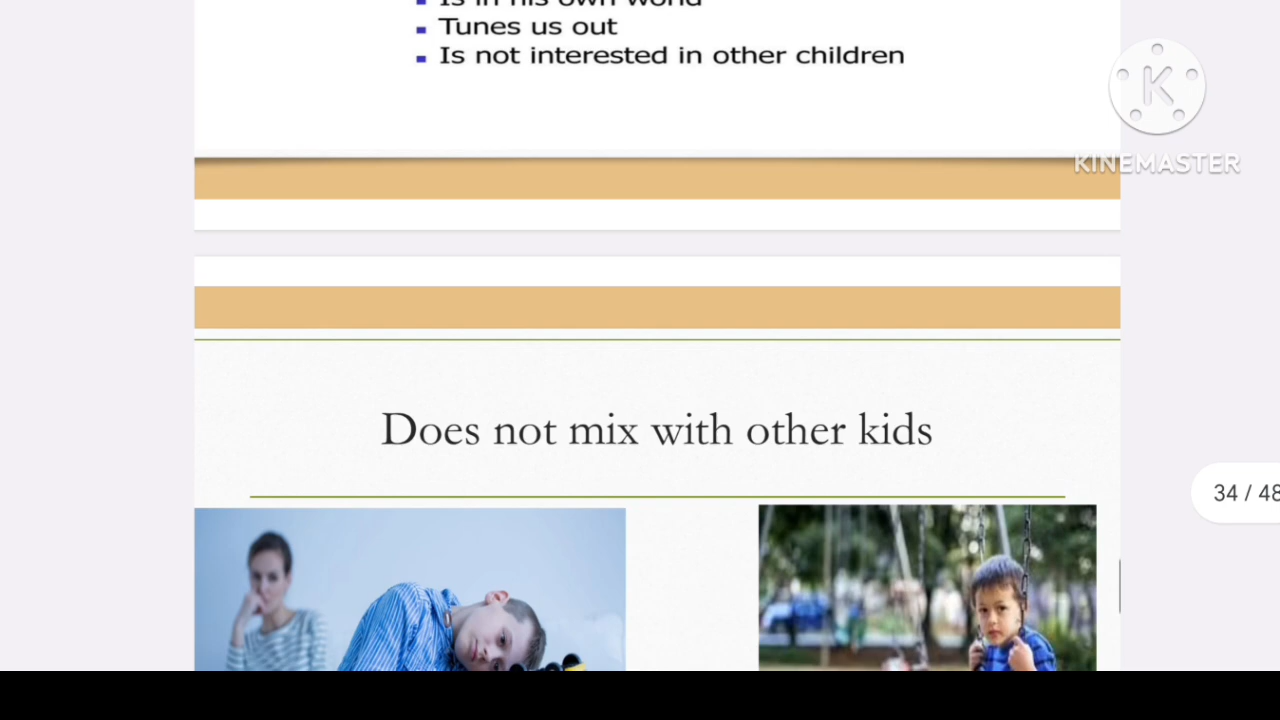 Is in his own world
Tunes us out
Is not interested in other children
K
KINEMASTER
Does not mix with other kids
34 / 48